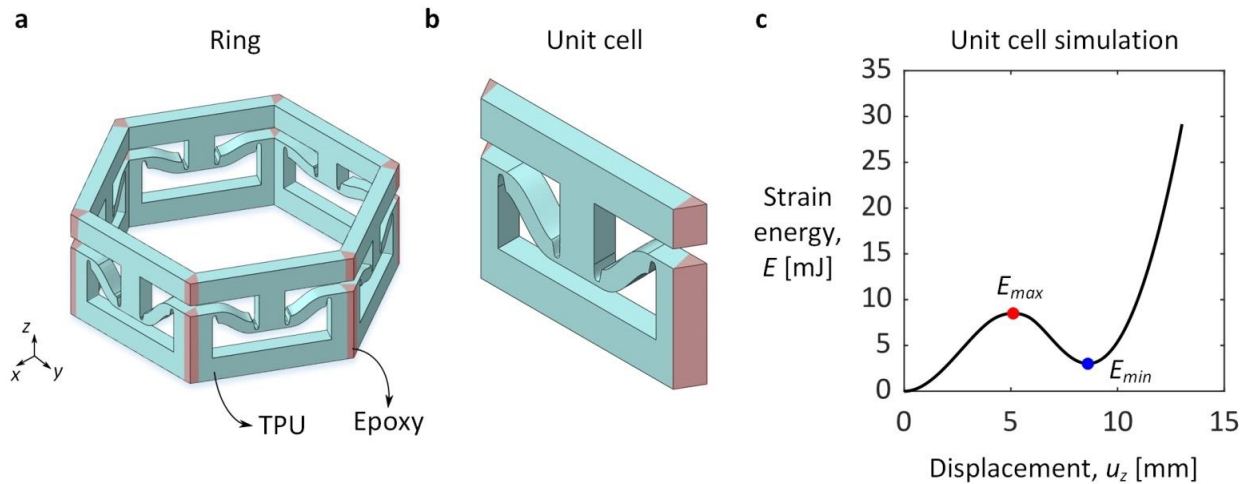 a
Ring
z
x
y
TPU
Epoxy
b
Unit cell
c
Unit cell simulation
Strain
energy,
E [mJ]
35
30
25
20
15
10
5
0
E_max
E_min
0 5 10 15
Displacement, u_z [mm]